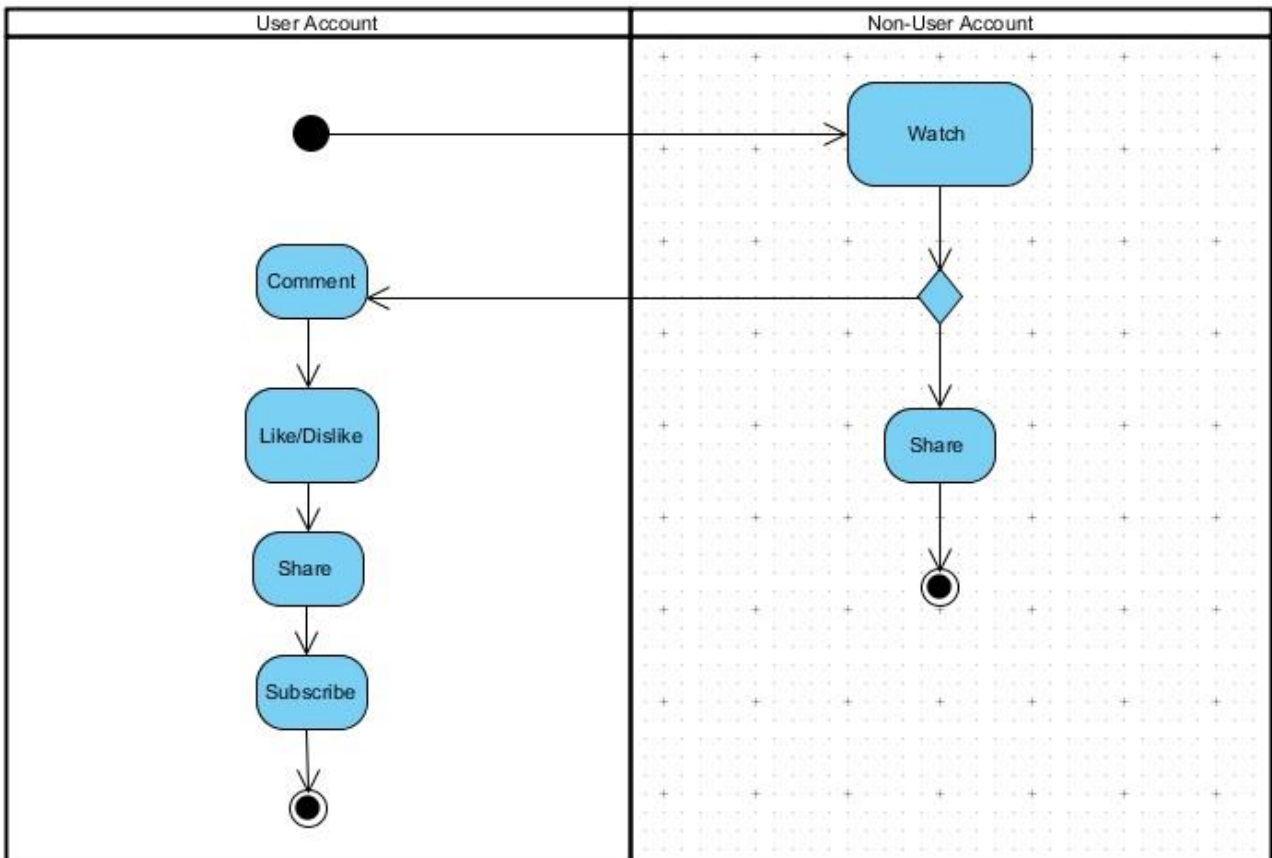 User Account
Non-User Account
Watch
Comment
Like/Dislike
Share
Share
Subscribe